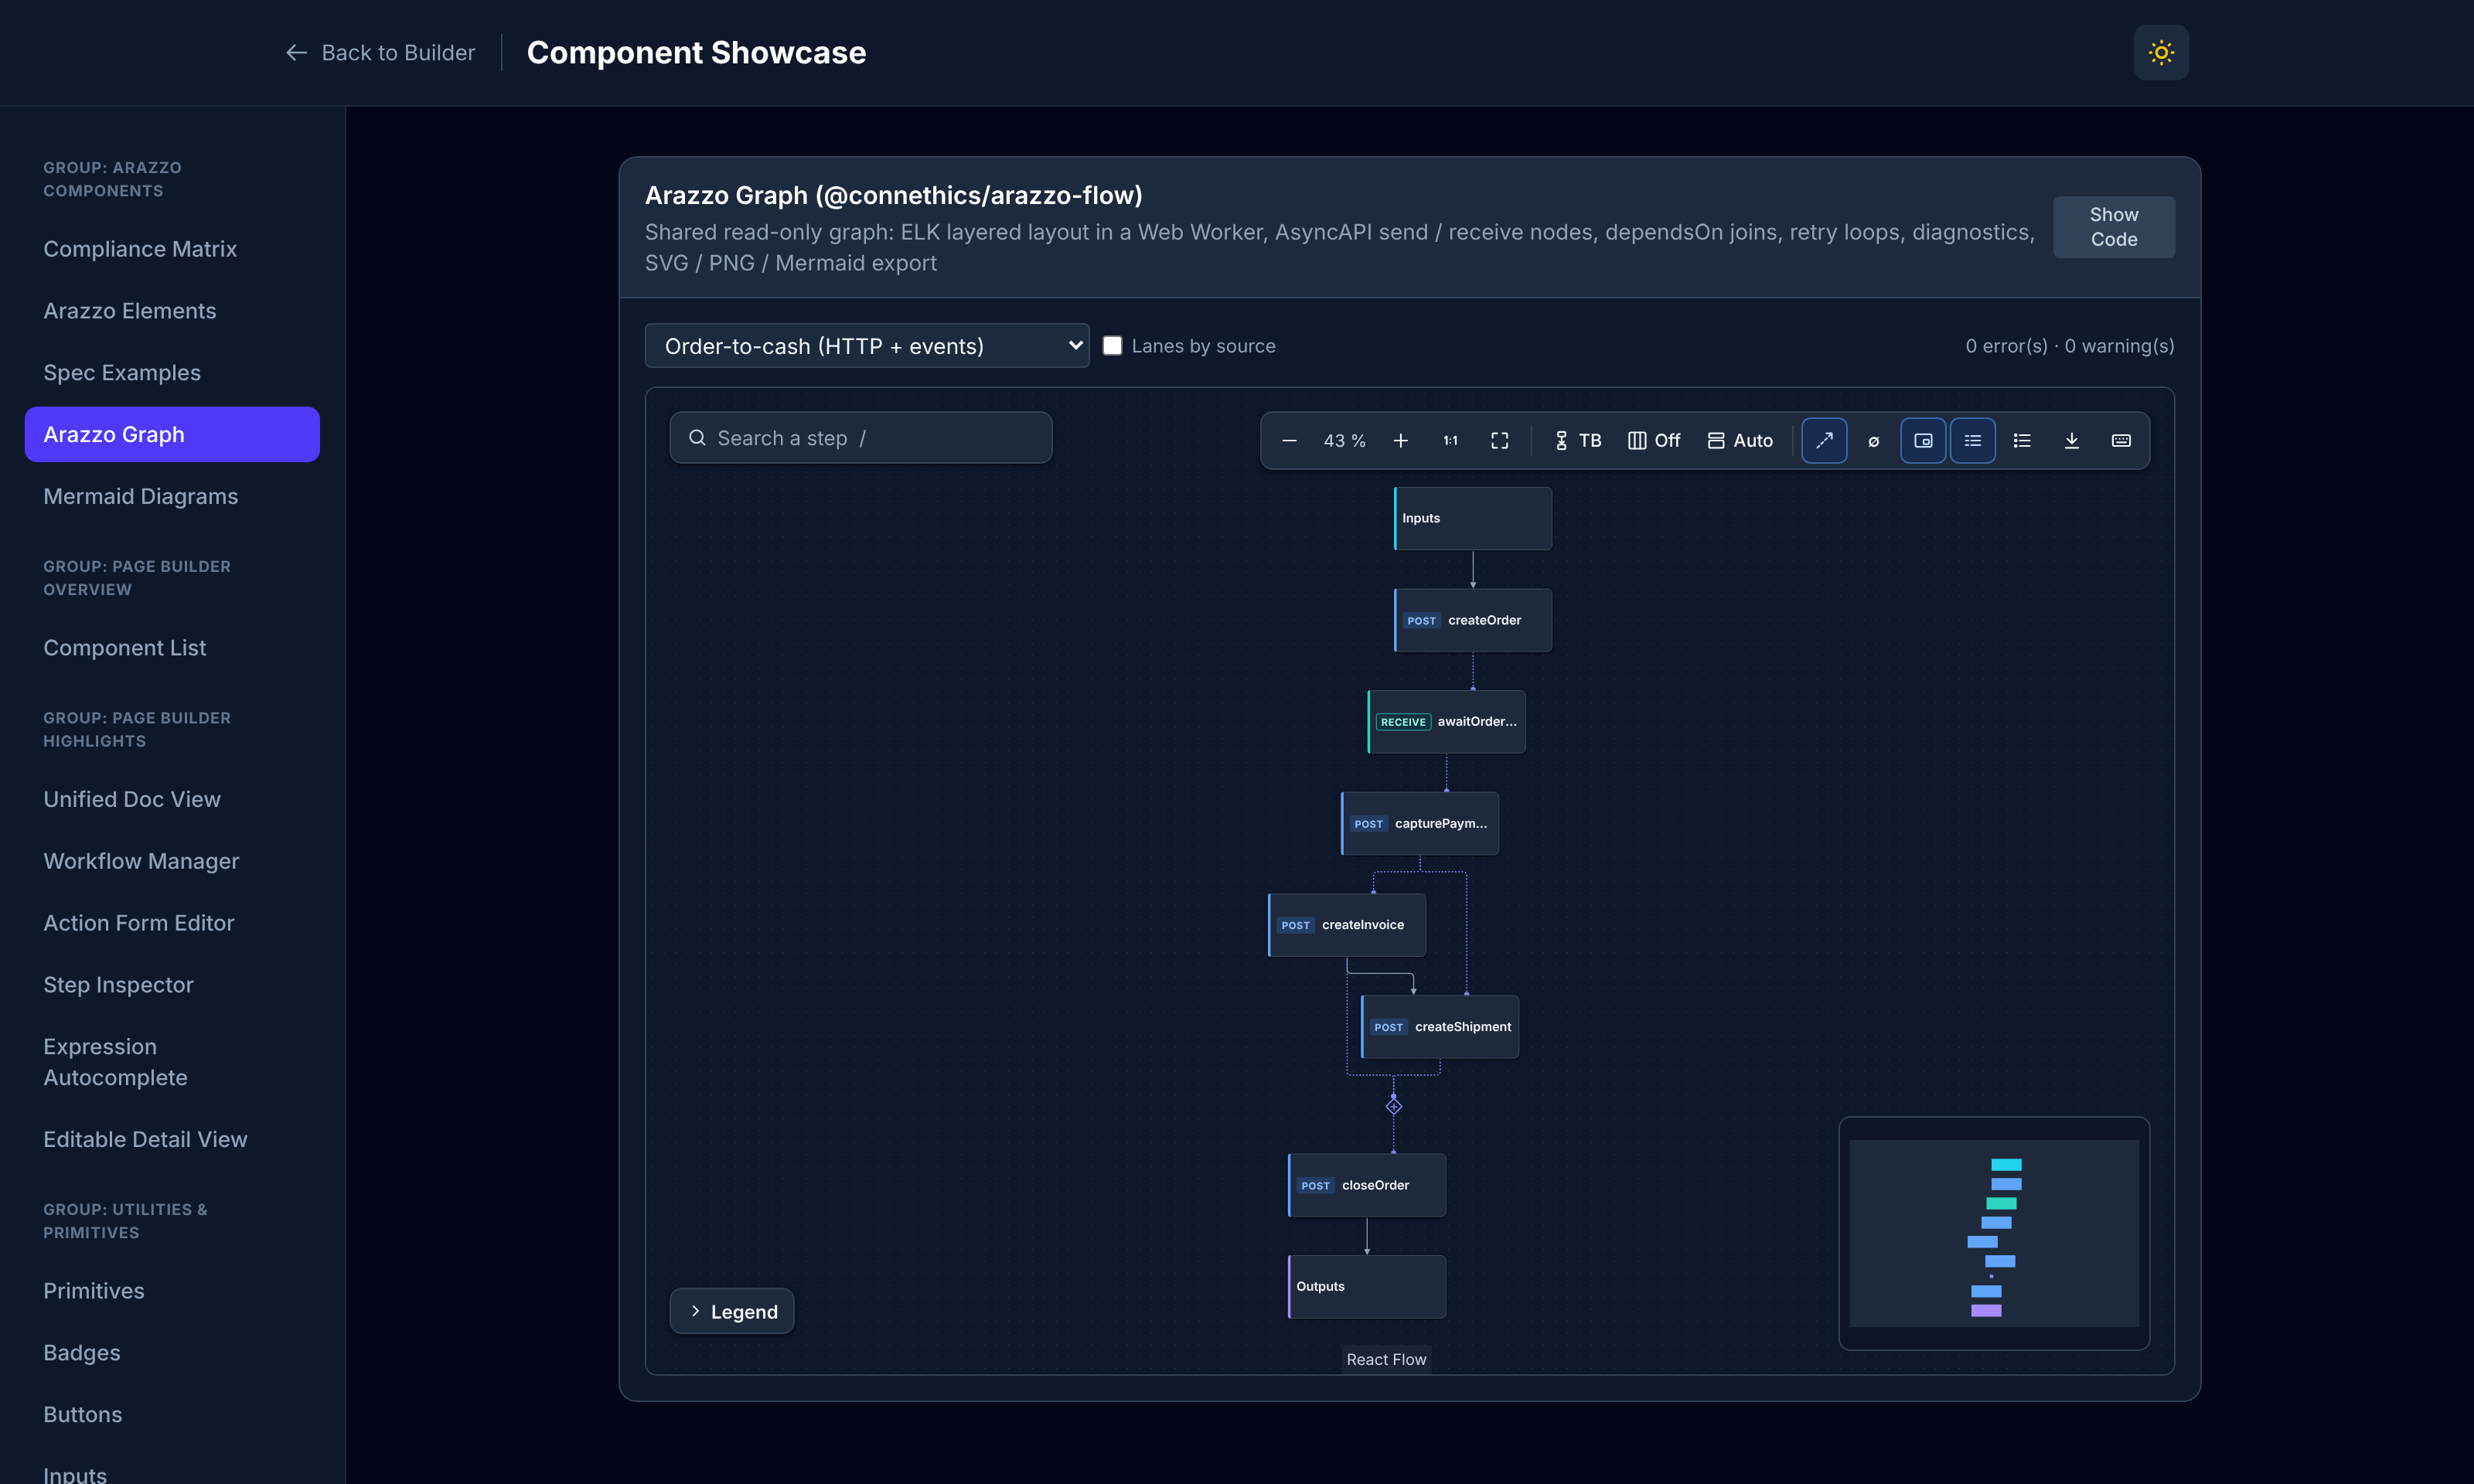 Back to Builder
Component Showcase
GROUP: ARAZZO
COMPONENTS
Compliance Matrix
Arazzo Elements
Spec Examples
Arazzo Graph
Mermaid Diagrams
GROUP: PAGE BUILDER
OVERVIEW
Component List
GROUP: PAGE BUILDER
HIGHLIGHTS
Unified Doc View
Workflow Manager
Action Form Editor
Step Inspector
Expression
Autocomplete
Editable Detail View
GROUP: UTILITIES &
PRIMITIVES
Primitives
Badges
Buttons
Inputs
Arazzo Graph (@connethics/arazzo-flow)
Shared read-only graph: ELK layered layout in a Web Worker, AsyncAPI send / receive nodes, dependsOn joins, retry loops, diagnostics,
SVG / PNG / Mermaid export
Show
Code
Order-to-cash (HTTP + events)
Lanes by source
0 error(s) · 0 warning(s)
Search a step /
43 %
1:1
TB
Off
Auto
Inputs
POST createOrder
RECEIVE awaitOrder...
POST capturePaym...
POST createInvoice
POST createShipment
POST closeOrder
Outputs
Legend
React Flow